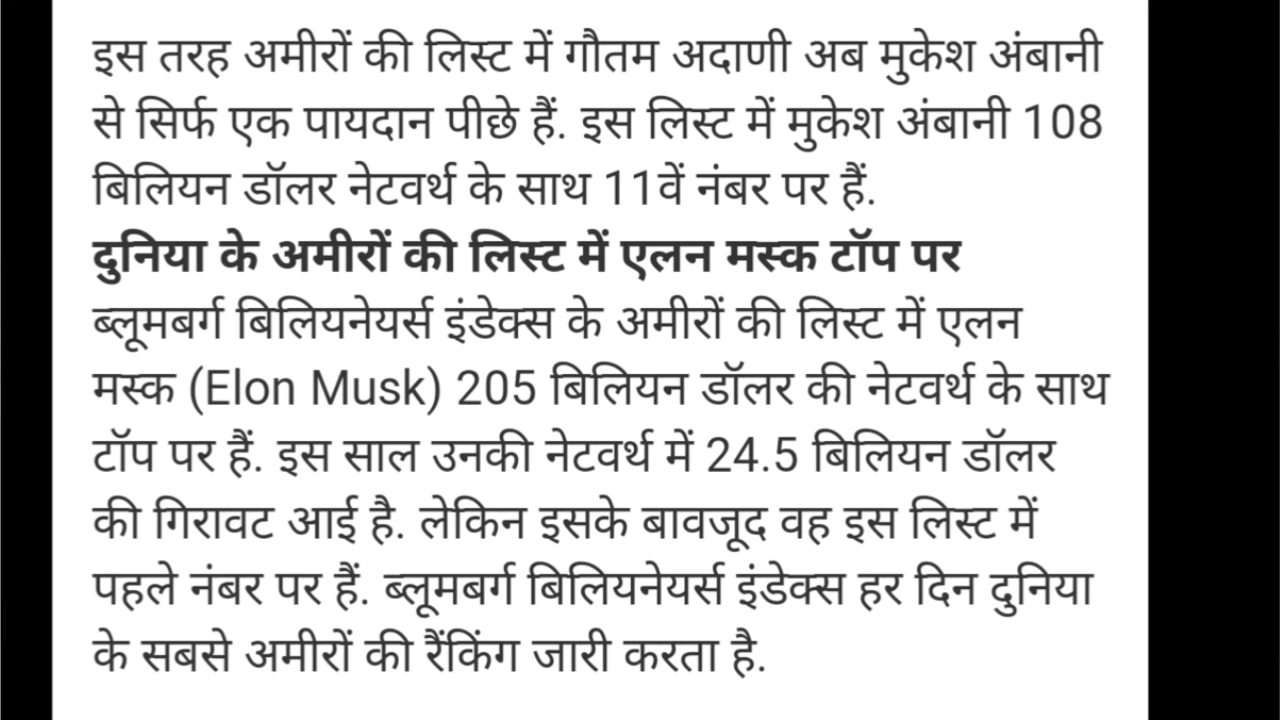 इस तरह अमीरों की लिस्ट में गौतम अदाणी अब मुकेश अंबानी
से सिर्फ एक पायदान पीछे हैं. इस लिस्ट में मुकेश अंबानी 108
बिलियन डॉलर नेटवर्थ के साथ 11वें नंबर पर हैं.
दुनिया के अमीरों की लिस्ट में एलन मस्क टॉप पर
ब्लूमबर्ग बिलियनेयर्स इंडेक्स के अमीरों की लिस्ट में एलन
मस्क (Elon Musk) 205 बिलियन डॉलर की नेटवर्थ के साथ
टॉप पर हैं. इस साल उनकी नेटवर्थ में 24.5 बिलियन डॉलर
की गिरावट आई है. लेकिन इसके बावजूद वह इस लिस्ट में
पहले नंबर पर हैं. ब्लूमबर्ग बिलियनेयर्स इंडेक्स हर दिन दुनिया
के सबसे अमीरों की रैंकिंग जारी करता है.